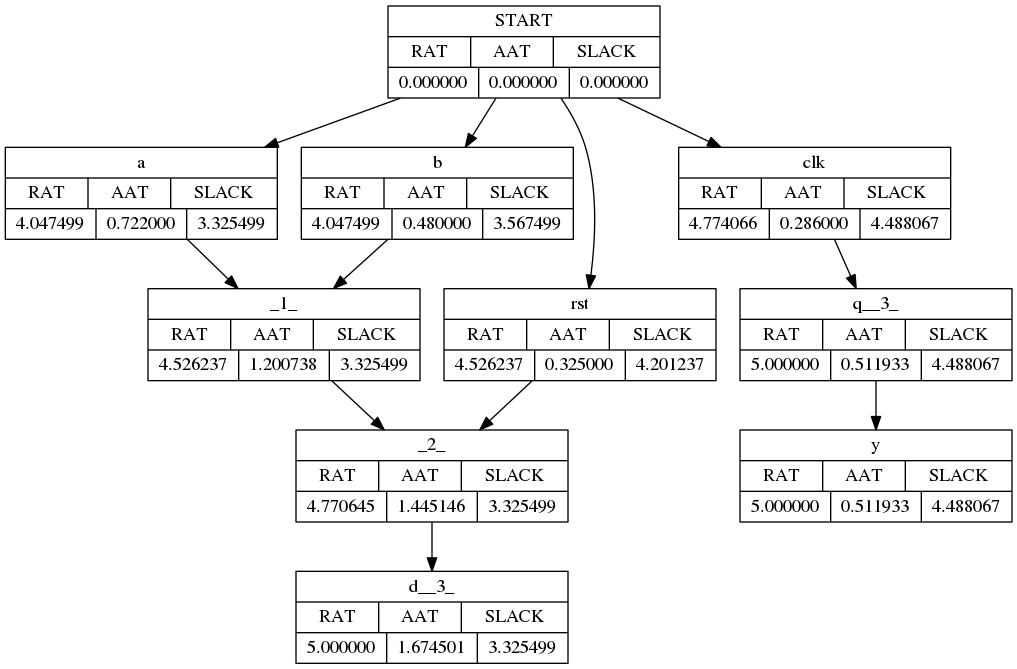 START
RAT AAT SLACK
0.000000 0.000000 0.000000
a
RAT AAT SLACK
4.047499 0.722000 3.325499
b
RAT AAT SLACK
4.047499 0.480000 3.567499
clk
RAT AAT SLACK
4.774066 0.286000 4.488067
_1_
RAT AAT SLACK
4.526237 1.200738 3.325499
rst
RAT AAT SLACK
4.526237 0.325000 4.201237
q__3_
RAT AAT SLACK
5.000000 0.511933 4.488067
_2_
RAT AAT SLACK
4.770645 1.445146 3.325499
y
RAT AAT SLACK
5.000000 0.511933 4.488067
d__3_
RAT AAT SLACK
5.000000 1.674501 3.325499